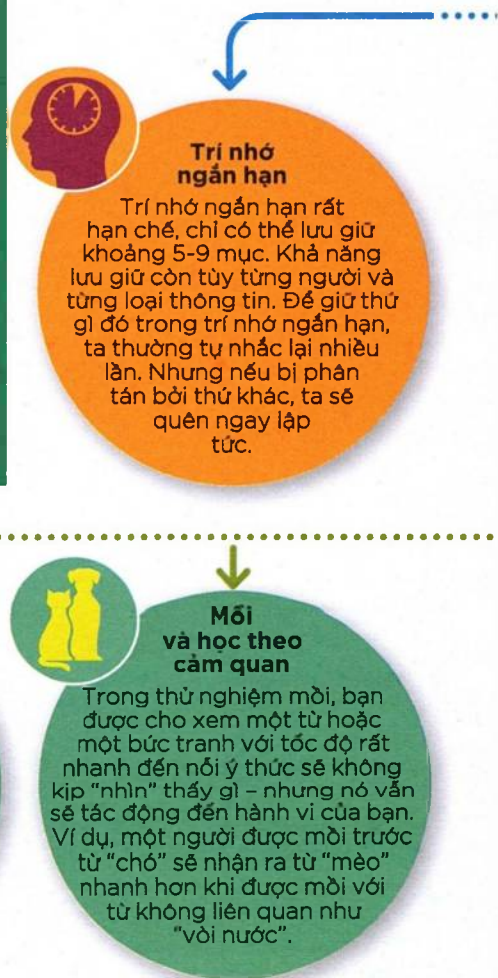 Trí nhớ
ngắn hạn
Trí nhớ ngắn hạn rất
hạn chế, chỉ có thể lưu giữ
khoảng 5-9 mục. Khả năng
lưu giữ còn tùy từng người và
từng loại thông tin. Để giữ thứ
gì đó trong trí nhớ ngắn hạn,
ta thường tự nhắc lại nhiều
lần. Nhưng nếu bị phân
tán bởi thứ khác, ta sẽ
quên ngay lập
tức.
Mồi
và học theo
cảm quan
Trong thử nghiệm mồi, bạn
được cho xem một từ hoặc
một bức tranh với tốc độ rất
nhanh đến nỗi ý thức sẽ không
kịp “nhìn” thấy gì – nhưng nó vẫn
sẽ tác động đến hành vi của bạn.
Ví dụ, một người được mồi trước
từ “chó” sẽ nhận ra từ “mèo”
nhanh hơn khi được mồi với
từ không liên quan như
“vòi nước”.